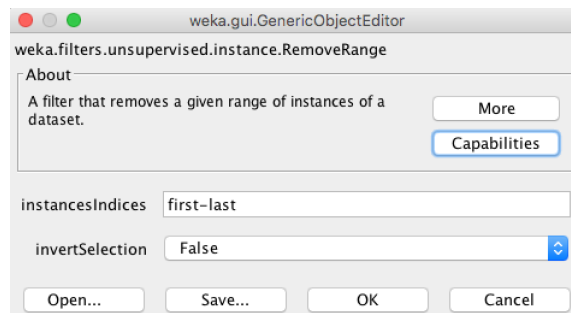 weka.gui.GenericObjectEditor
weka.filters.unsupervised.instance.RemoveRange
About
A filter that removes a given range of instances of a
dataset.
More
Capabilities
instancesIndices first-last
invertSelection False
Open... Save... OK Cancel